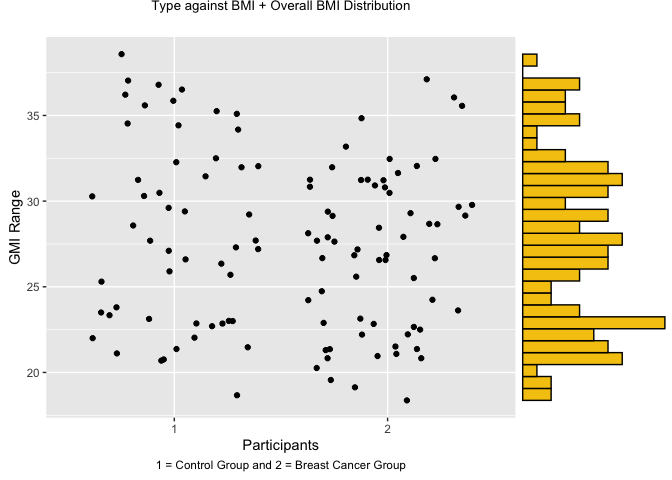 Type against BMI + Overall BMI Distribution
35
30
25
20
GMI Range
1
2
Participants
1 = Control Group and 2 = Breast Cancer Group